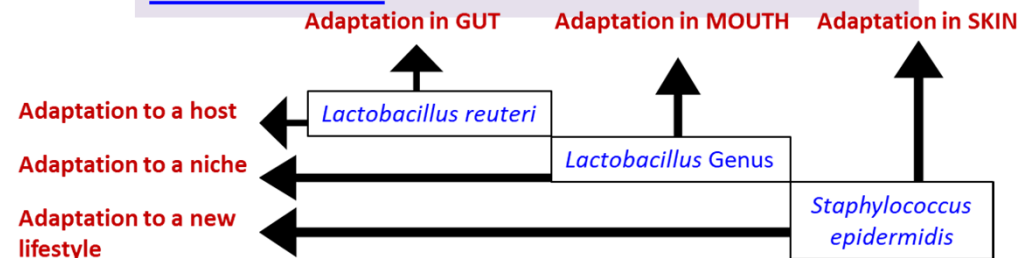 Adaptation in GUT
Adaptation in MOUTH
Adaptation in SKIN
Adaptation to a host
Lactobacillus reuteri
Adaptation to a niche
Lactobacillus Genus
Adaptation to a new
lifestyle
Staphylococcus
epidermidis